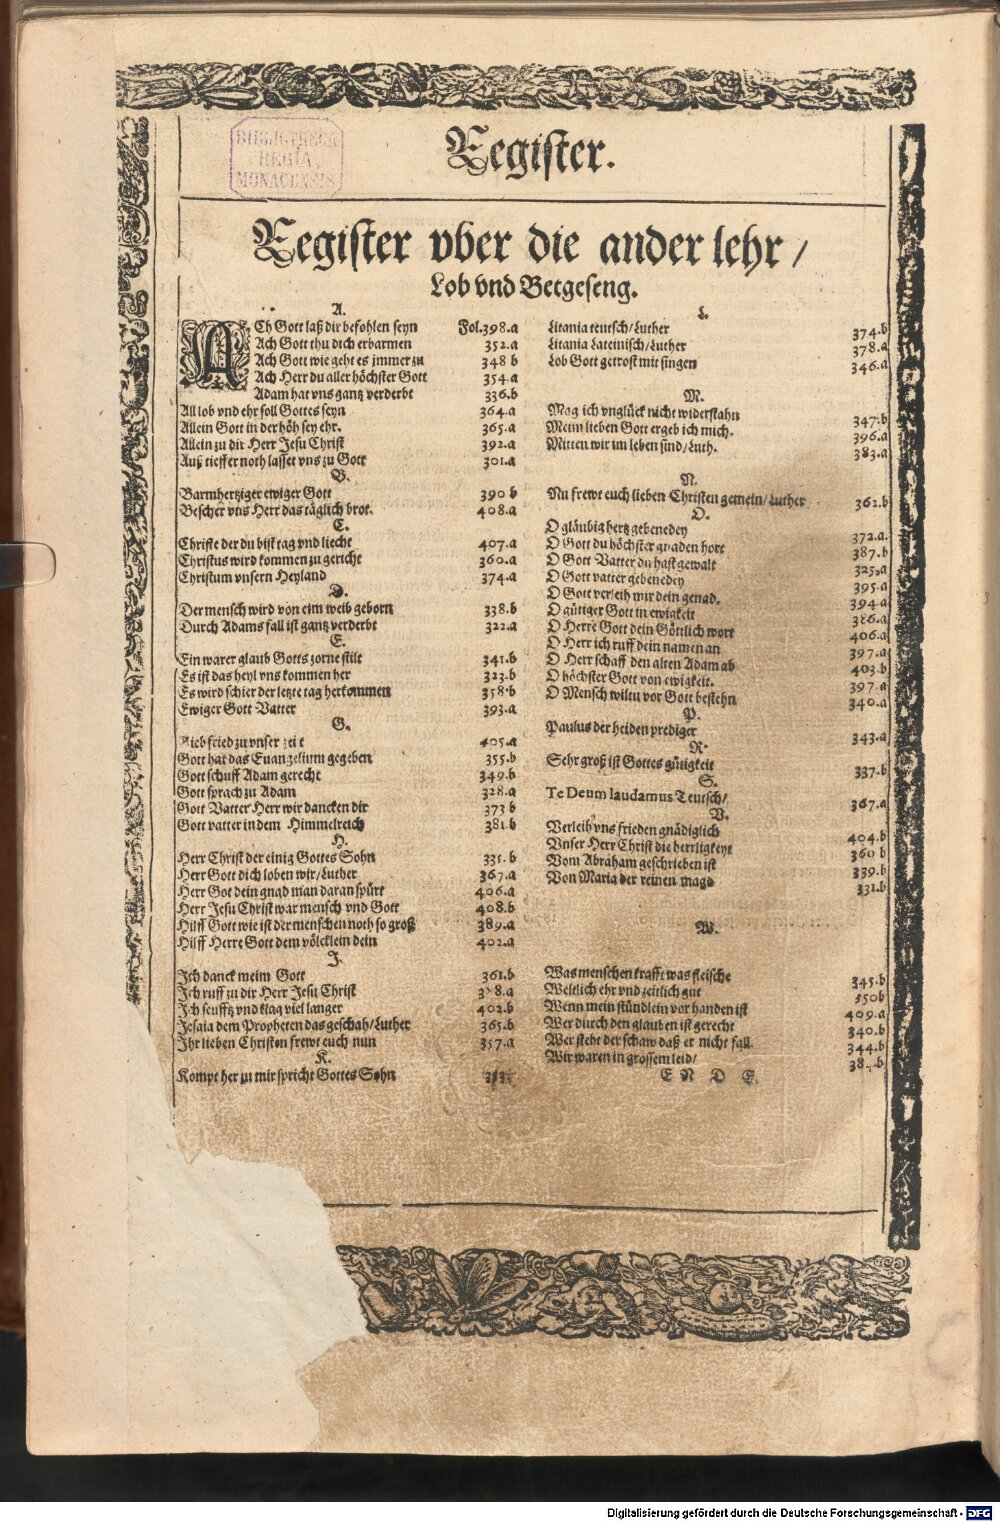 BIBLIOTHECA
REGIA
MONACENSIS
Register.
Register vber die ander lehr /
Lob vnd Betgeseng.
A.
ACh Gott laß dir befohlen seyn Fol.398.a
Ach Gott thu dich erbarmen 352.a
Ach Gott wie geht es jmmer zu 348 b
Ach Herr du aller höchster Gott 354.a
Adam hat vns gantz verderbt 336.b
All lob vnd ehr soll Gottes seyn 364.a
Allein Gott in der höh sey ehr. 365.a
Allein zu dir Herr Jesu Christ 392.a
Auß tieffer noth lasset vns zu Gott 301.a
B.
Barmhertziger ewiger Gott 390 b
Bescher vns Herr das täglich brot. 408.a
C.
Christe der du bist tag vnd liecht 407.a
Christus wird kommen zu gericht 360.a
Christum vnsern Heyland 374.a
D.
Der mensch wird von eim weib geborn 338.b
Durch Adams fall ist gantz verderbt 322.a
E.
Ein warer glaub Gotts zorne stilt 341.b
Es ist das heyl vns kommen her 323.b
Es wird schier der letzte tag herkommen 358.b
Ewiger Gott Vatter 393.a
G.
Gieb fried zu vnser zeit 405.a
Gott hat das Euangelium gegeben 355.b
Gott schuff Adam gerecht 349.b
Gott sprach zu Adam 328.a
Gott Vatter Herr wir dancken dir 373 b
Gott vatter in dem Himmelreich 381.b
H.
Herr Christ der einig Gottes Sohn 331.b
Herr Gott dich loben wir/Luther 367.a
Herr Got dein gnad man daran spürt 406.a
Herr Jesu Christ war mensch vnd Gott 408.b
Hilff Gott wie ist der menschen noth so groß 389.a
Hilff Herre Gott dem völcklein dein 402.a
J.
Ich danck meim Gott 361.b
Ich ruff zu dir Herr Jesu Christ
Ich seufftz vnd klag viel langer 402.b
Jesaia dem Propheten das geschah/Luther 365.b
Ihr lieben Christen frewt euch nun 357.a
K.
Kompt her zu mir spricht Gottes Sohn
L.
Litania teutsch/Luther 374.b
Litania Lateinisch/Luther 378.a
Lob Gott getrost mit singen 346.a
M.
Mag ich vnglück nicht widerstahn 347.b
Meim lieben Gott ergeb ich mich. 396.a
Mitten wir im leben sind/Luth. 383.a
N.
Nu frewt euch lieben Christen gemein/Luther 362.b
O.
O gläubig hertz gebenedey 372.a.
O Gott du höchster gnaden hort 387.b
O Gott Vatter du hast gewalt 325.a
O Gott vatter gebenedey 395.a
O Gott verleih mir dein genad. 394.a
O gütiger Gott in ewigkeit 386.a
O Herre Gott dein Göttlich wort 406.a
O Herr ich ruff dein namen an 397.a
O Herr schaff den alten Adam ab 403.b
O höchster Gott von ewigkeit. 397.a
O Mensch wiltu vor Gott bestehn 340.a
P.
Paulus der heiden prediger 343.a
R.
Sehr groß ist Gottes gütigkeit 337.b
S.
Te Deum laudamus Teutsch/ 367.a
V.
Verleih vns frieden gnädiglich 404.b
Vnser Herr Christ die herrligkeyt 360 b
Vom Abraham geschrieben ist 339.b
Von Maria der reinen magd 331.b
W.
Was menschen krafft was fleische 345.b
Weltlich ehr vnd zeitlich gut 350b
Wenn mein stündlein vorhanden ist 409.a
Wer durch den glauben ist gerecht 340.b
Wer steht der schaw daß er nicht fall 344.b
Wir waren in grossem leid/
E N D E.
Digitalisierung gefördert durch die Deutsche Forschungsgemeinschaft - DFG